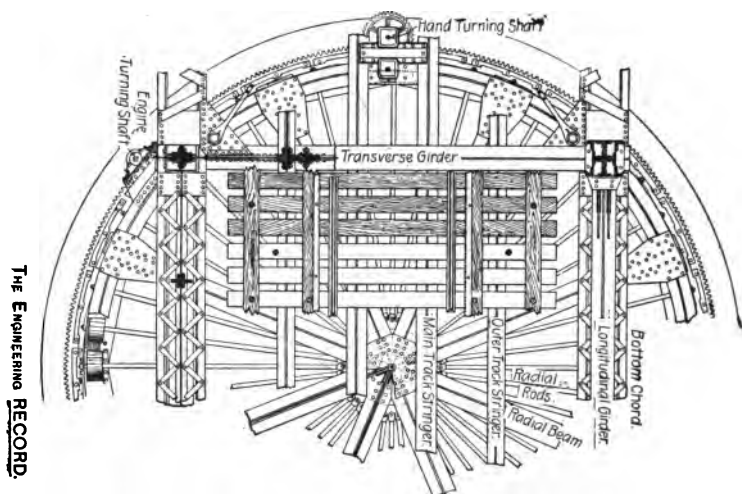 Hand Turning Shaft
Engine
Turning Shaft
Transverse Girder
Main Track Stringer.
Outer Track Stringer.
Radial
Rods.
Radial Beam
Longitudinal Girder.
Bottom Chord.
THE ENGINEERING RECORD.